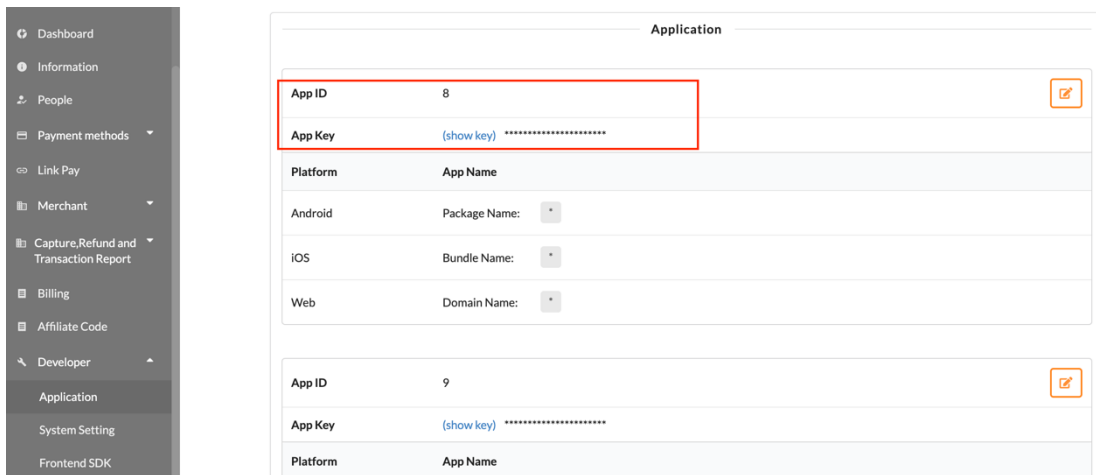 Dashboard
Information
People
Payment methods
Link Pay
Merchant
Capture,Refund and
Transaction Report
Billing
Affiliate Code
Developer
Application
System Setting
Frontend SDK
Application
App ID 8
App Key (show key) **********************
Platform App Name
Android Package Name: *
iOS Bundle Name: *
Web Domain Name: *
App ID 9
App Key (show key) **********************
Platform App Name